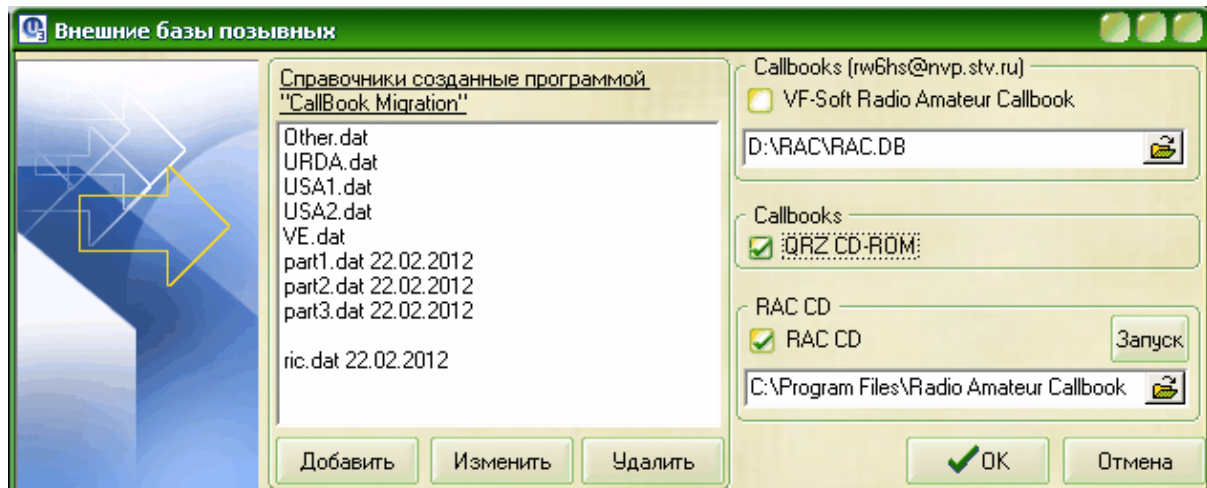 Внешние базы позывных
Справочники созданные программой
"CallBook Migration"
Other.dat
URDA.dat
USA1.dat
USA2.dat
VE.dat
part1.dat 22.02.2012
part2.dat 22.02.2012
part3.dat 22.02.2012
ric.dat 22.02.2012
Добавить
Изменить
Удалить
Callbooks (rw6hs@nvp.stv.ru)
VF-Soft Radio Amateur Callbook
D:\RAC\RAC.DB
Callbooks
QRZ CD-ROM
RAC CD
RAC CD
Запуск
C:\Program Files\Radio Amateur Callbook
OK
Отмена